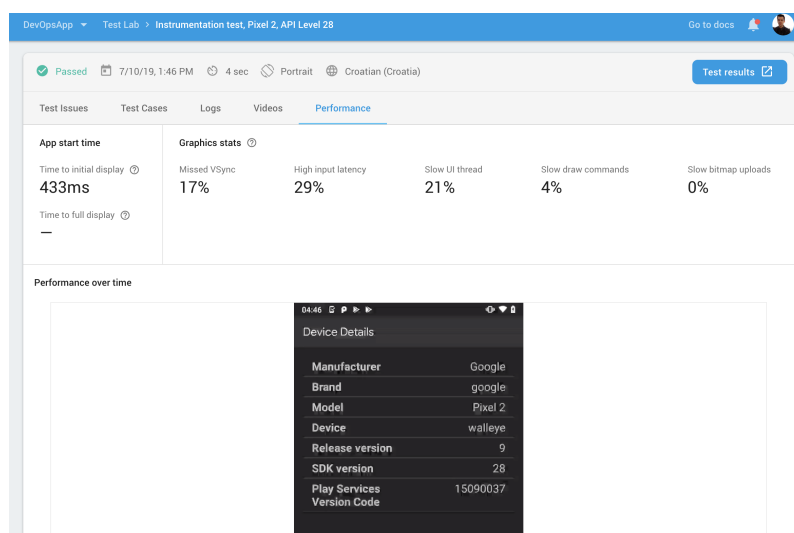 DevOpsApp Test Lab > Instrumentation test, Pixel 2, API Level 28
Go to docs
Passed 7/10/19, 1:46 PM 4 sec Portrait Croatian (Croatia)
Test results
Test Issues Test Cases Logs Videos Performance
App start time
Time to initial display
433ms
Time to full display
—
Graphics stats
Missed VSync High input latency Slow UI thread Slow draw commands Slow bitmap uploads
17% 29% 21% 4% 0%
Performance over time
04:46
Device Details
Manufacturer Google
Brand google
Model Pixel 2
Device walleye
Release version 9
SDK version 28
Play Services 15090037
Version Code